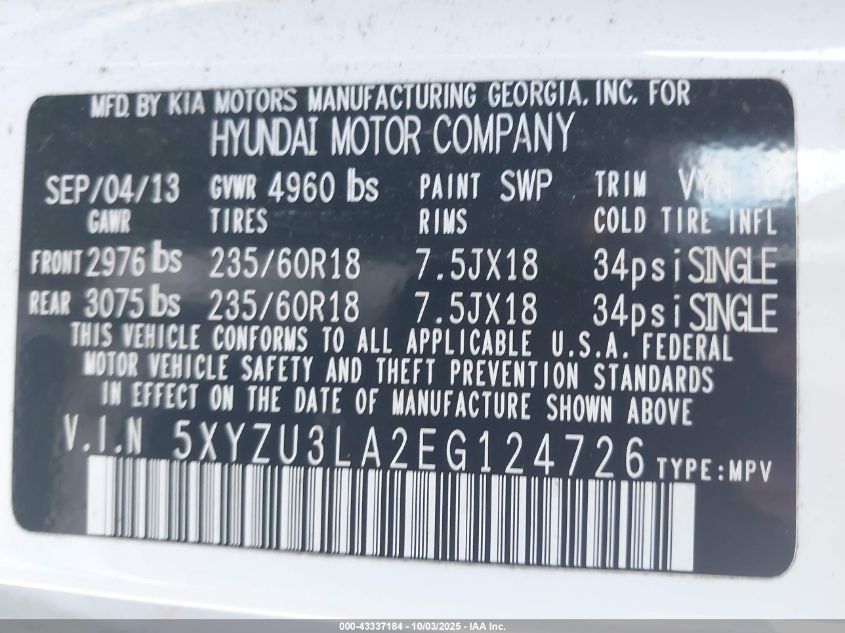 MFD. BY KIA MOTORS MANUFACTURING GEORGIA, INC. FOR
HYUNDAI MOTOR COMPANY
SEP/04/13 GVWR 4960 lbs PAINT SWP TRIM
GAWR TIRES RIMS COLD TIRE INFL
FRONT 2976 lbs 235/60R18 7.5JX18 34psi SINGLE
REAR 3075 lbs 235/60R18 7.5JX18 34psi SINGLE
THIS VEHICLE CONFORMS TO ALL APPLICABLE U.S.A. FEDERAL
MOTOR VEHICLE SAFETY AND THEFT PREVENTION STANDARDS
IN EFFECT ON THE DATE OF MANUFACTURE SHOWN ABOVE
V.I.N 5XYZU3LA2EG124726 TYPE:MPV
000-43337184 - 10/03/2025 - IAA Inc.